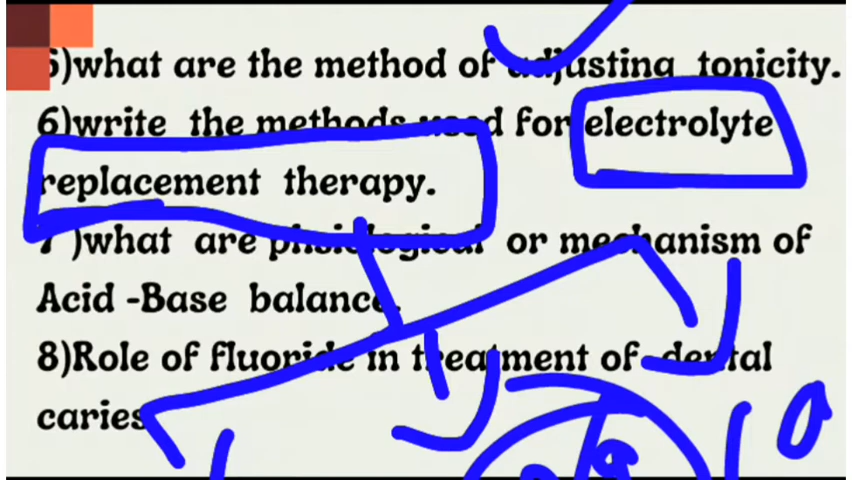 5)what are the method of adjusting tonicity.
6)write the methods used for electrolyte
replacement therapy.
7 )what are phsiological or mechanism of
Acid -Base balance.
8)Role of fluoride in treatment of dental
caries